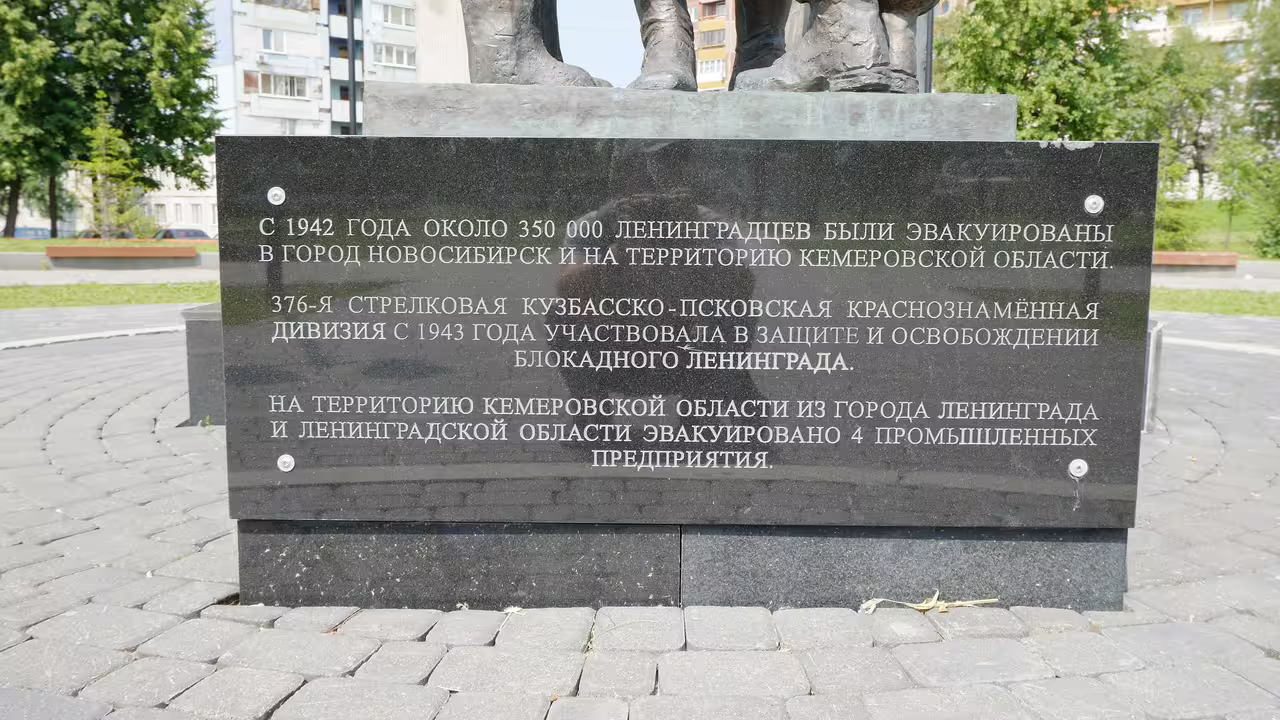 С 1942 ГОДА ОКОЛО 350 000 ЛЕНИНГРАДЦЕВ БЫЛИ ЭВАКУИРОВАНЫ
В ГОРОД НОВОСИБИРСК И НА ТЕРРИТОРИЮ КЕМЕРОВСКОЙ ОБЛАСТИ.
376-Я СТРЕЛКОВАЯ КУЗБАССКО-ПСКОВСКАЯ КРАСНОЗНАМЁННАЯ
ДИВИЗИЯ С 1943 ГОДА УЧАСТВОВАЛА В ЗАЩИТЕ И ОСВОБОЖДЕНИИ
БЛОКАДНОГО ЛЕНИНГРАДА.
НА ТЕРРИТОРИЮ КЕМЕРОВСКОЙ ОБЛАСТИ ИЗ ГОРОДА ЛЕНИНГРАДА
И ЛЕНИНГРАДСКОЙ ОБЛАСТИ ЭВАКУИРОВАНО 4 ПРОМЫШЛЕННЫХ
ПРЕДПРИЯТИЯ.